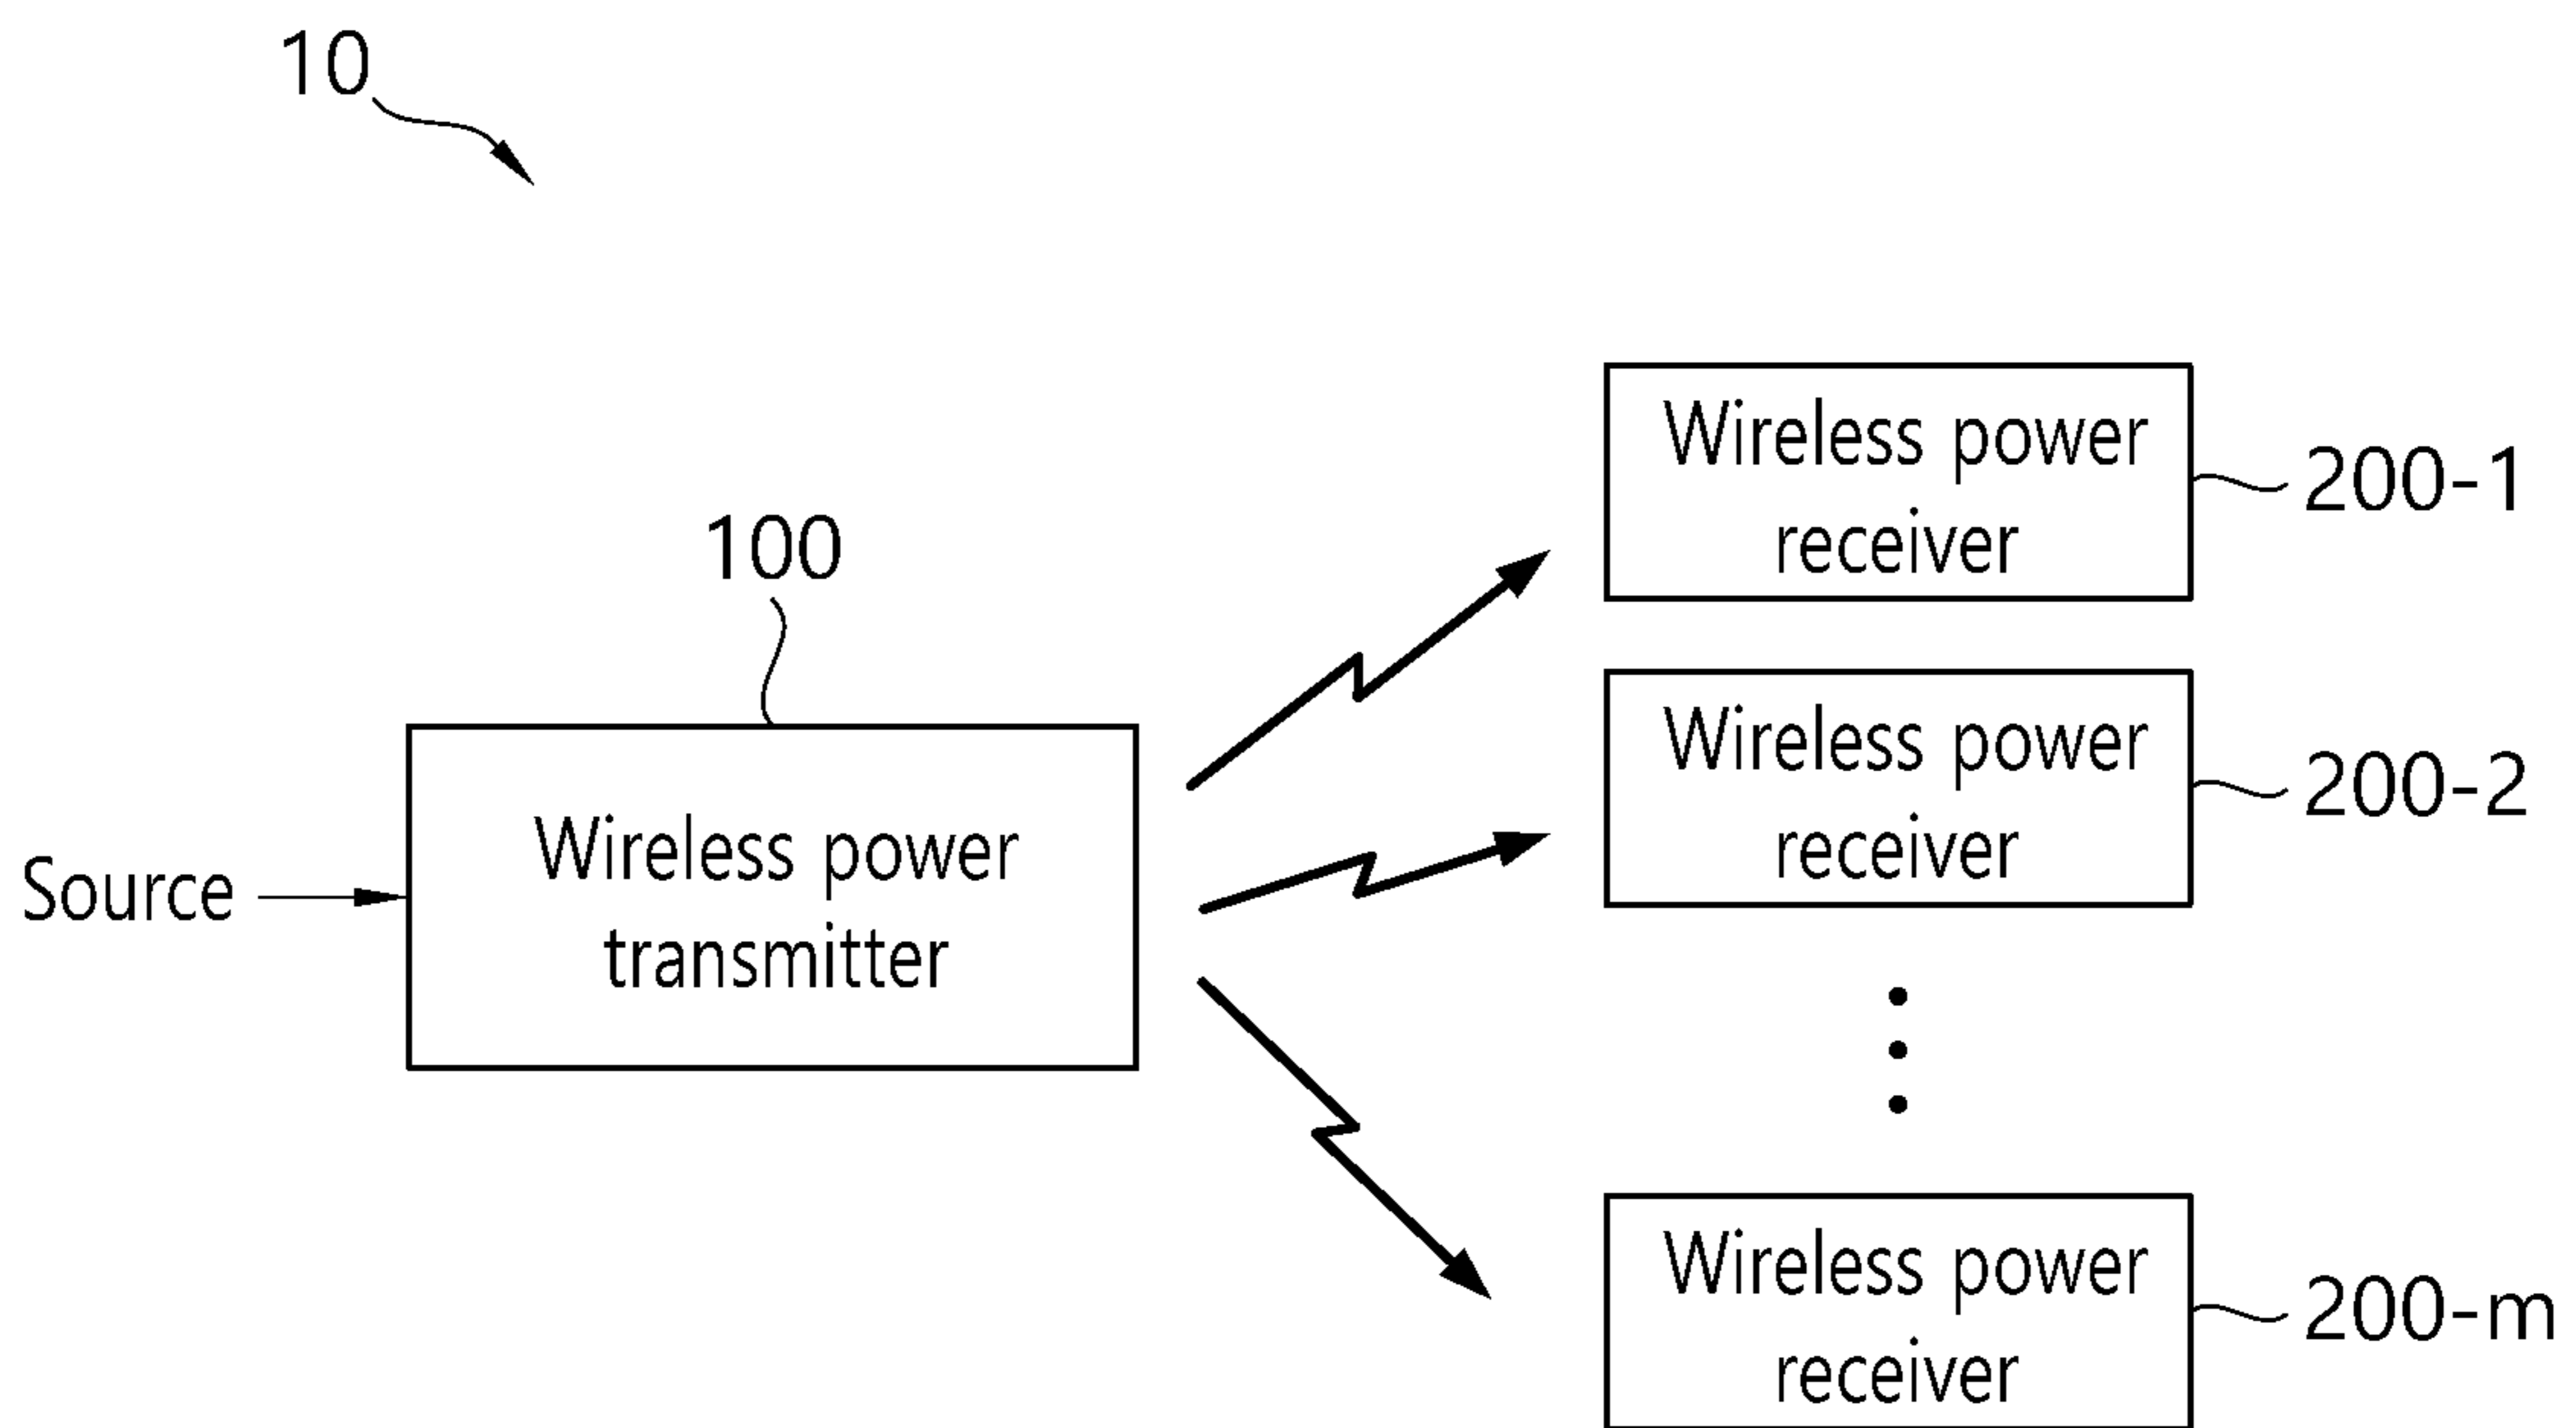 10
Wireless power
receiver
200-1
100
Wireless power
receiver
200-2
Source
Wireless power
transmitter
Wireless power
receiver
200-m